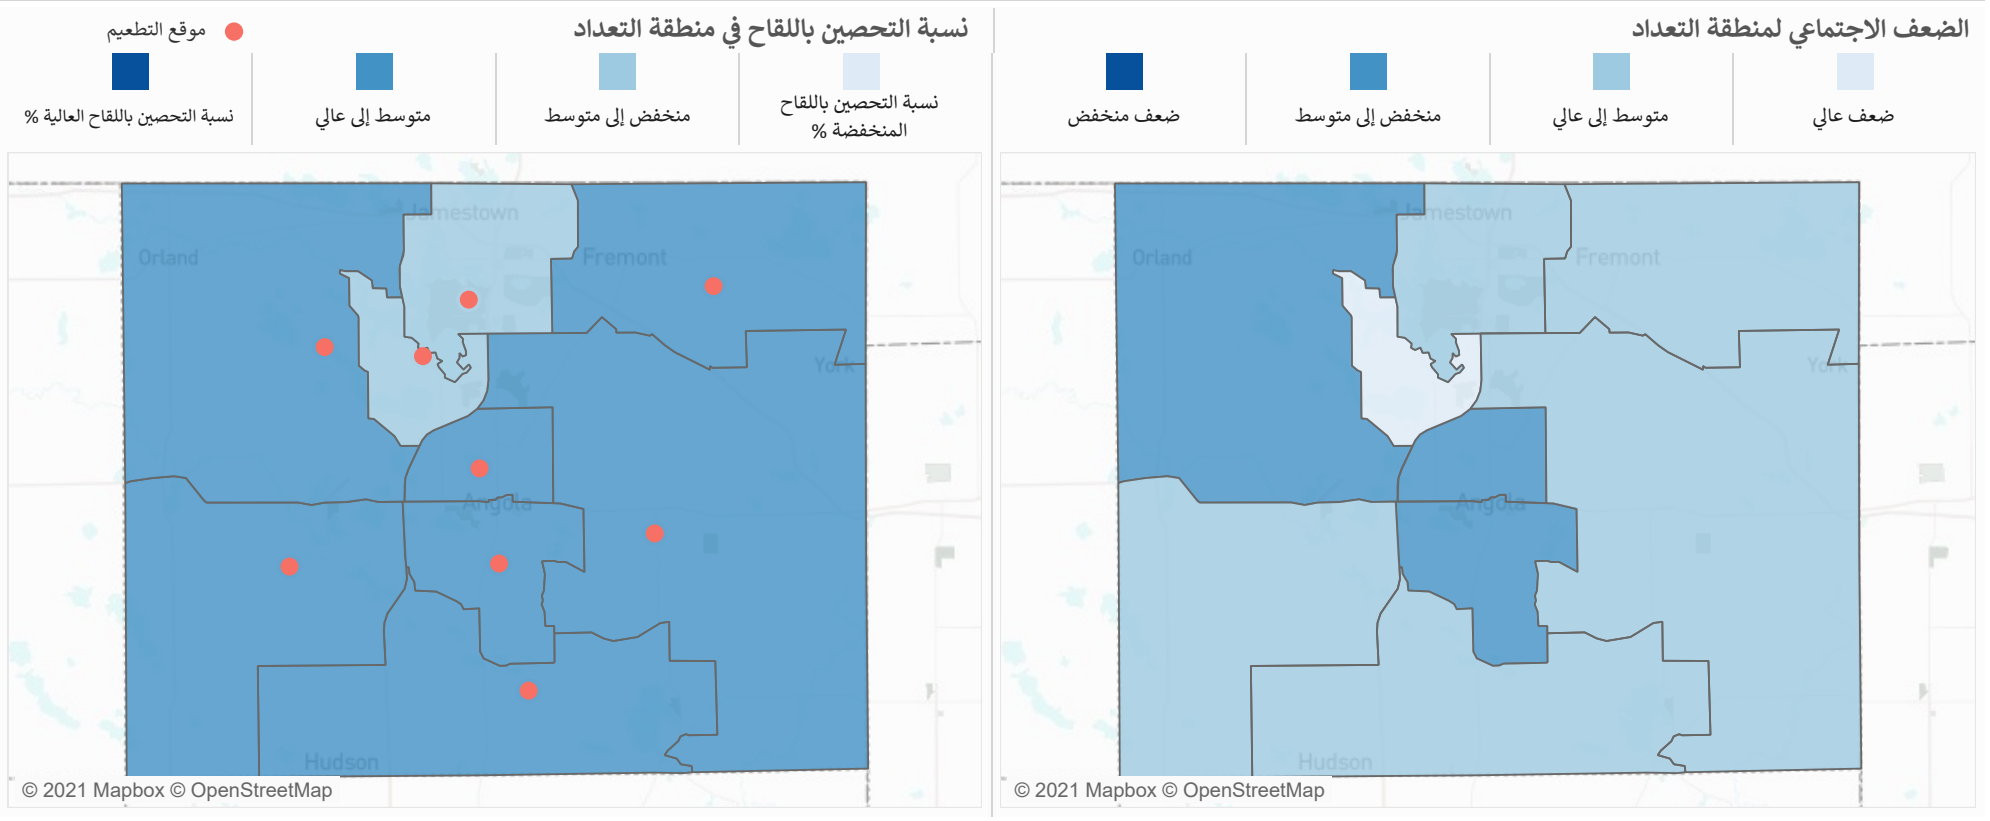 الضعف الاجتماعي لمنطقة التعداد
ضعف عالي
متوسط إلى عالي
منخفض إلى متوسط
ضعف منخفض
Jamestown
Orland
Fremont
York
Angola
Hudson
© 2021 Mapbox © OpenStreetMap
نسبة التحصين باللقاح في منطقة التعداد
موقع التطعيم
نسبة التحصين باللقاح
المنخفضة %
منخفض إلى متوسط
متوسط إلى عالي
نسبة التحصين باللقاح العالية %
Jamestown
Orland
Fremont
York
Angola
Hudson
© 2021 Mapbox © OpenStreetMap